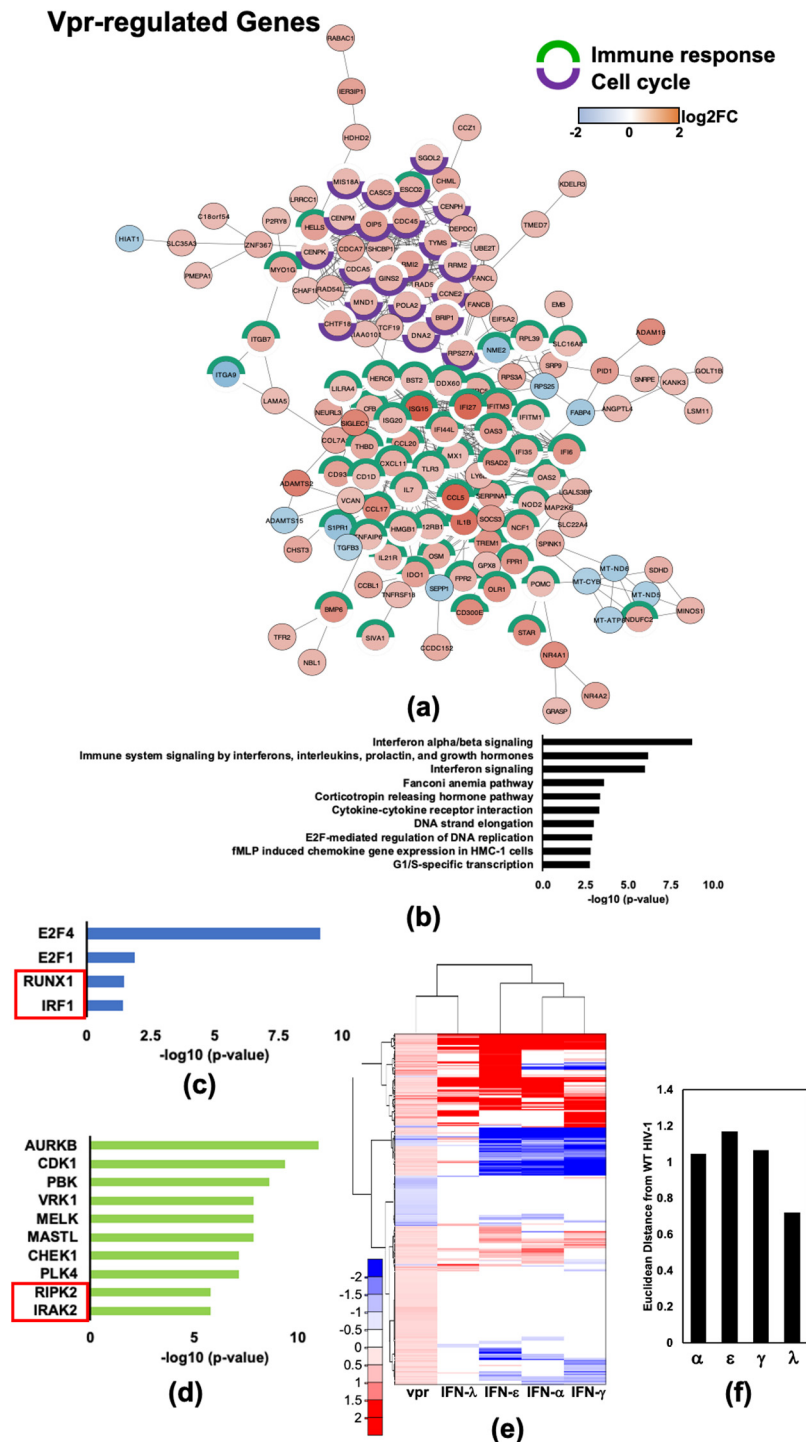 Vpr-regulated Genes
Immune response
Cell cycle
log2FC
-2 0 2
RABAC1
IER3IP1
HDHD2
CCZ1
SGOL2
MIS18A
CASC5
ESCO2
CHML
KDELR3
LRRCC1
CENPM
OIP5
CDC45
CENPH
C18orf54
P2RY8
HELLS
DEPDC1
TMED7
HIAT1
SLC35A3
ZNF367
CENPK
CDCA7
SHCBP1
TYMS
UBE2T
MYO1G
CDCA5
RMI2
RRM2
FANCL
PMEPA1
CHAF1
RAD54L
GINS2
RAD5
CCNE2
MND1
POLA2
FANCB
EMB
CHTF18
TCF19
BRIP1
EIF5A2
ITGB7
IAA0101
DNA2
RPL39
SLC16A6
ADAM19
RPS27A
NME2
ITGA9
HERC6
BST2
DDX60
RPS3A
SRP9
PID1
GOLT1B
LILRA4
RPS25
SNRPE
KANK3
LAMA5
CFB
ISG15
IFI27
IFITM3
IFITM1
FABP4
ANGPTL4
LSM11
NEURL3
SIGLEC1
ISG20
IFI44L
OAS3
COL7A
THBD
CCL20
MX1
RSAD2
IFI35
IFI6
CXCL11
TLR3
CD93
CD1D
LY6E
OAS2
ADAMTS2
IL7
CCL5
SERPINA1
LGALS3BP
VCAN
NOD2
MAP2K6
ADAMTS15
CCL17
S1PR1
HMGB1
12RB1
IL1B
SOCS3
NCF1
SLC22A4
TNFAIP6
TREM1
SPINK1
CHST3
TGFB3
IL21R
OSM
FPR1
MT-ND6
SDHD
CCBL1
IDO1
FPR2
GPX8
POMC
MT-CYB
MT-ND5
SEPP1
OLR1
TNFRSF18
MT-ATP6
NDUFC2
MINOS1
BMP6
CD300E
TFR2
SIVA1
STAR
NBL1
CCDC152
NR4A1
NR4A2
GRASP
(a)
Interferon alpha/beta signaling
Immune system signaling by interferons, interleukins, prolactin, and growth hormones
Interferon signaling
Fanconi anemia pathway
Corticotropin releasing hormone pathway
Cytokine-cytokine receptor interaction
DNA strand elongation
E2F-mediated regulation of DNA replication
fMLP induced chemokine gene expression in HMC-1 cells
G1/S-specific transcription
0.0 2.5 5.0 7.5 10.0
-log10 (p-value)
(b)
E2F4
E2F1
RUNX1
IRF1
0 2.5 5 7.5 10
-log10 (p-value)
(c)
AURKB
CDK1
PBK
VRK1
MELK
MASTL
CHEK1
PLK4
RIPK2
IRAK2
0 5 10
-log10 (p-value)
(d)
-2
-1.5
-1
-0.5
0
0.5
1
1.5
2
vpr IFN-λ IFN-ε IFN-α IFN-γ
(e)
Euclidean Distance from WT HIV-1
1.4
1.2
1
0.8
0.6
0.4
0.2
0
α ε γ λ
(f)